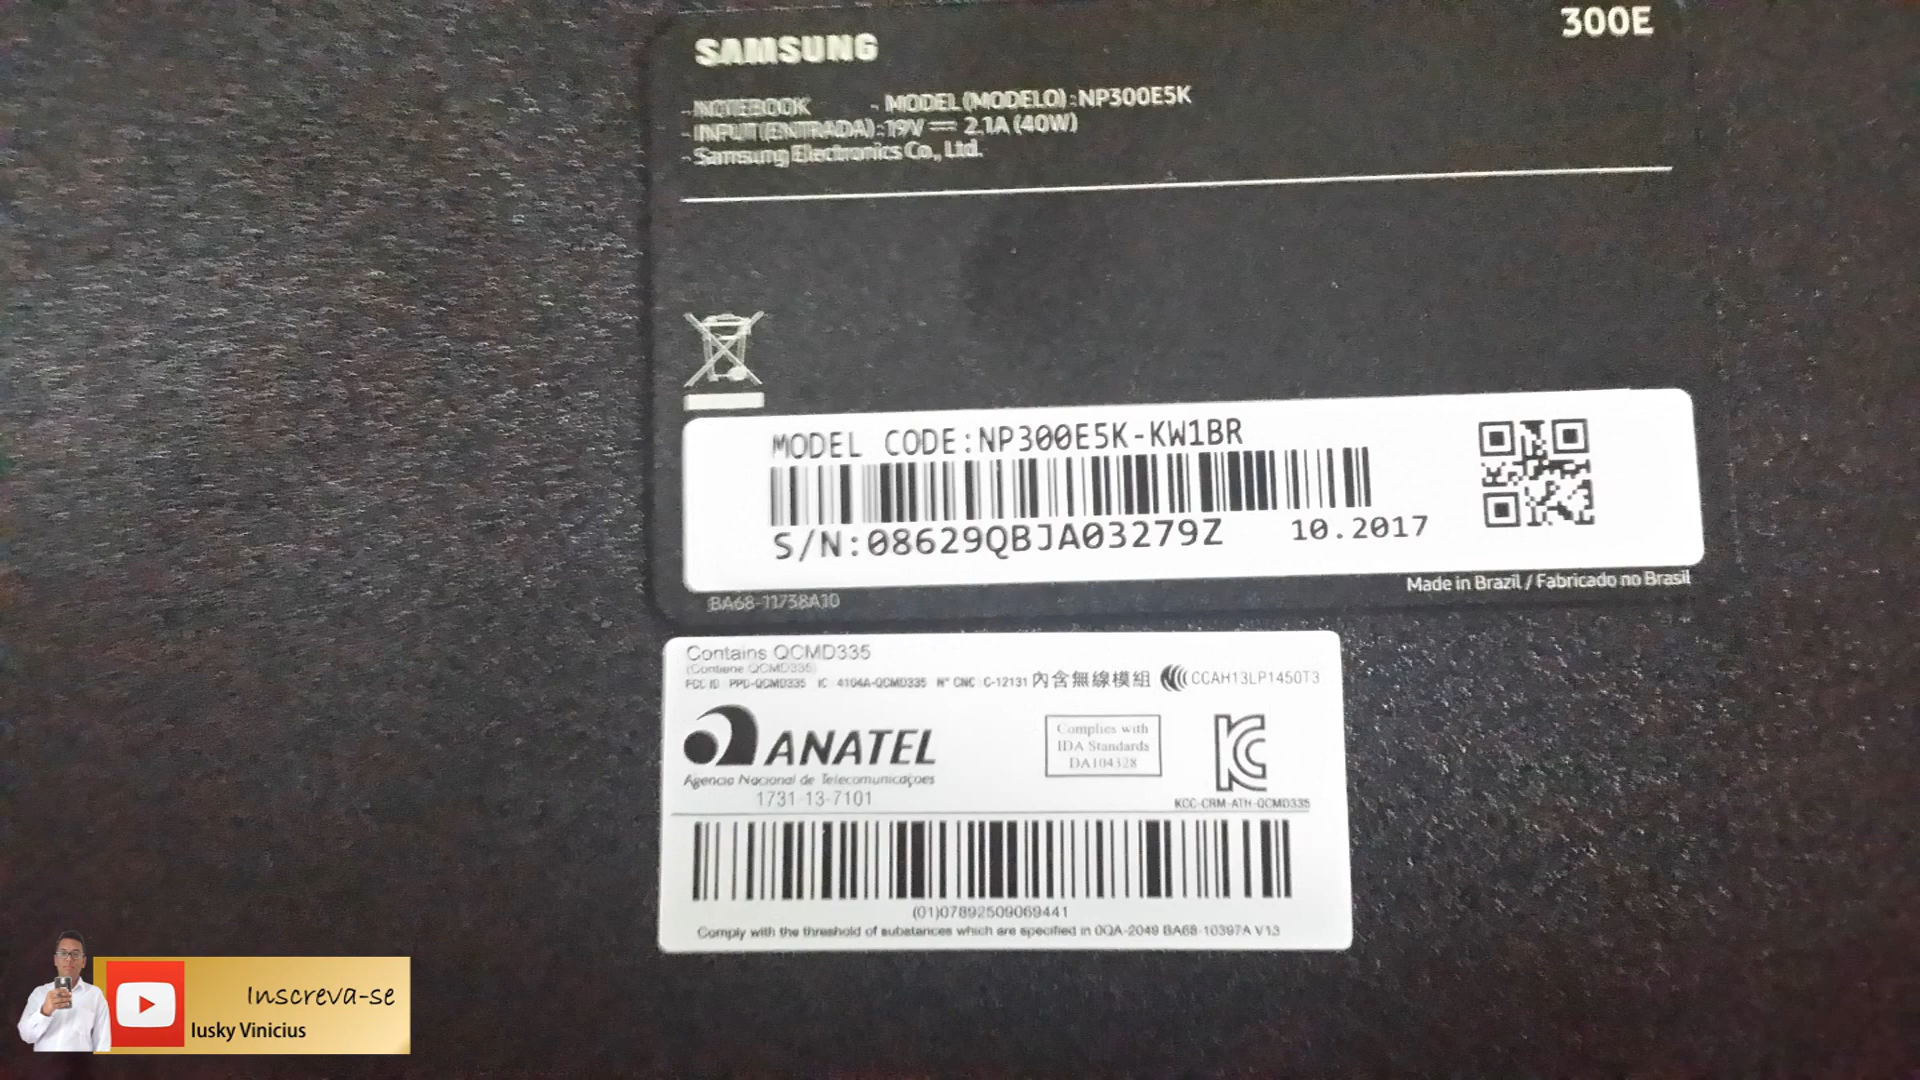 SAMSUNG
300E
- NOTEBOOK - MODEL (MODELO) : NP300E5K
- INPUT (ENTRADA) : 19V ⎓ 2.1A (40W)
- Samsung Electronics Co., Ltd.
MODEL CODE:NP300E5K-KW1BR
S/N:08629QBJA03279Z 10.2017
BA68-11738A10
Made in Brazil / Fabricado no Brasil
Contains QCMD335
(Contiene QCMD335)
FCC ID PPD-QCMD335 IC 4104A-QCMD335 N° CNC C-12131 內含無線模組 CCAH13LP1450T3
ANATEL
Agencia Nacional de Telecomunicaçoes
1731-13-7101
Complies with
IDA Standards
DA104328
KCC-CRM-ATH-QCMD335
(01)07892509069441
Comply with the threshold of substances which are specified in 0QA-2049 BA68-10397A V13
Inscreva-se
Iusky Vinicius